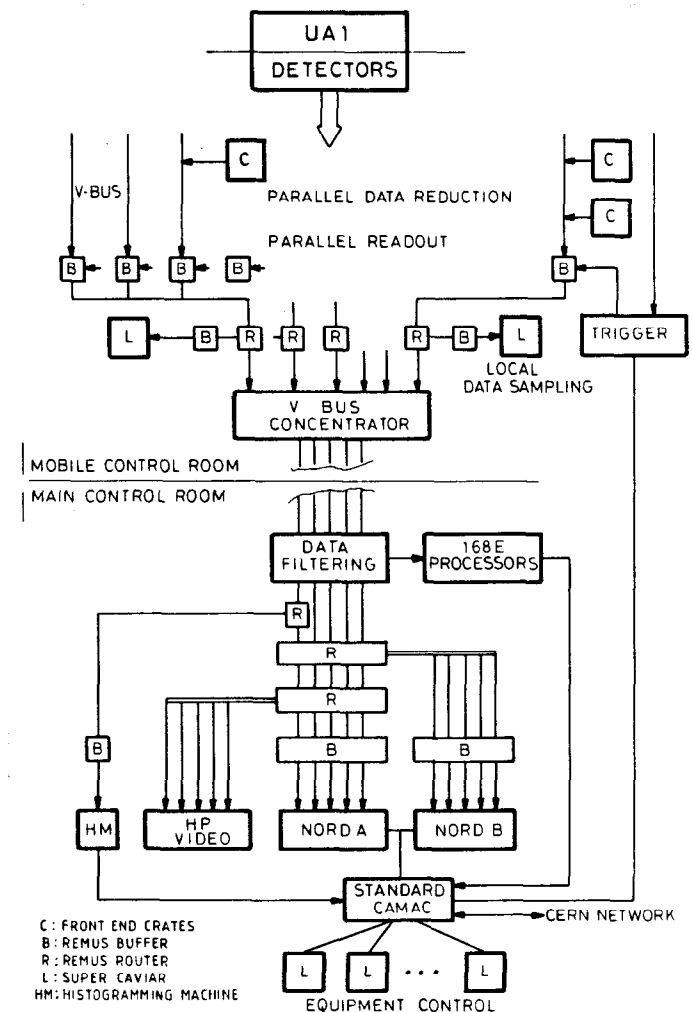 UA1
DETECTORS
C
C
V-BUS
PARALLEL DATA REDUCTION
C
PARALLEL READOUT
B
B
B
B
B
L
B
R
R
R
R
B
L
TRIGGER
LOCAL
DATA SAMPLING
V BUS
CONCENTRATOR
MOBILE CONTROL ROOM
MAIN CONTROL ROOM
DATA
FILTERING
168E
PROCESSORS
R
R
R
B
B
B
HM
HP
VIDEO
NORD A
NORD B
STANDARD
CAMAC
CERN NETWORK
C: FRONT END CRATES
B: REMUS BUFFER
R: REMUS ROUTER
L: SUPER CAVIAR
HM: HISTOGRAMMING MACHINE
L
L
...
L
EQUIPMENT CONTROL